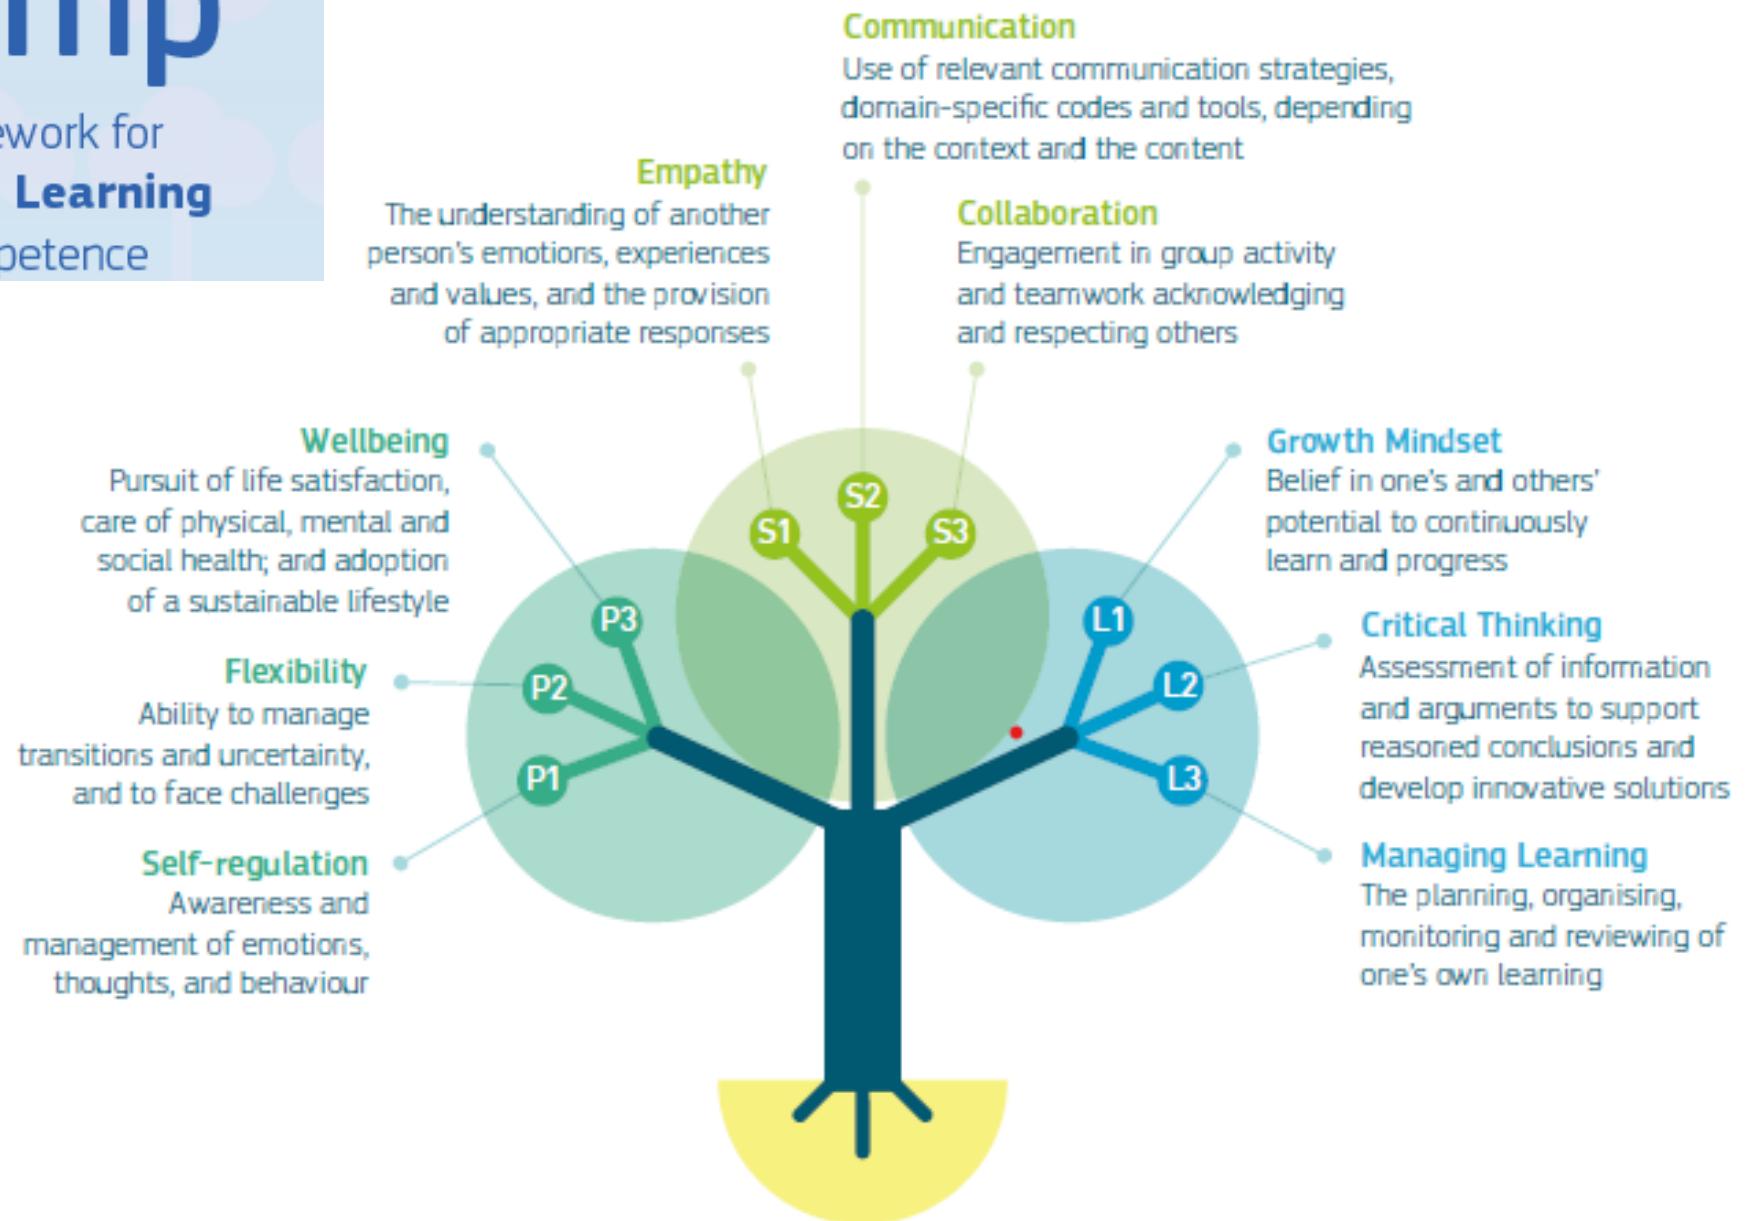 mp
ework for
Learning
petence
Communication
Use of relevant communication strategies,
domain-specific codes and tools, depending
on the context and the content
Empathy
The understanding of another
person's emotions, experiences
and values, and the provision
of appropriate responses
Collaboration
Engagement in group activity
and teamwork acknowledging
and respecting others
Wellbeing
Pursuit of life satisfaction,
care of physical, mental and
social health; and adoption
of a sustainable lifestyle
Flexibility
Ability to manage
transitions and uncertainty,
and to face challenges
Self-regulation
Awareness and
management of emotions,
thoughts, and behaviour
S1
S2
S3
P3
P2
P1
L1
L2
L3
Growth Mindset
Belief in one's and others'
potential to continuously
learn and progress
Critical Thinking
Assessment of information
and arguments to support
reasoned conclusions and
develop innovative solutions
Managing Learning
The planning, organising,
monitoring and reviewing of
one's own learning